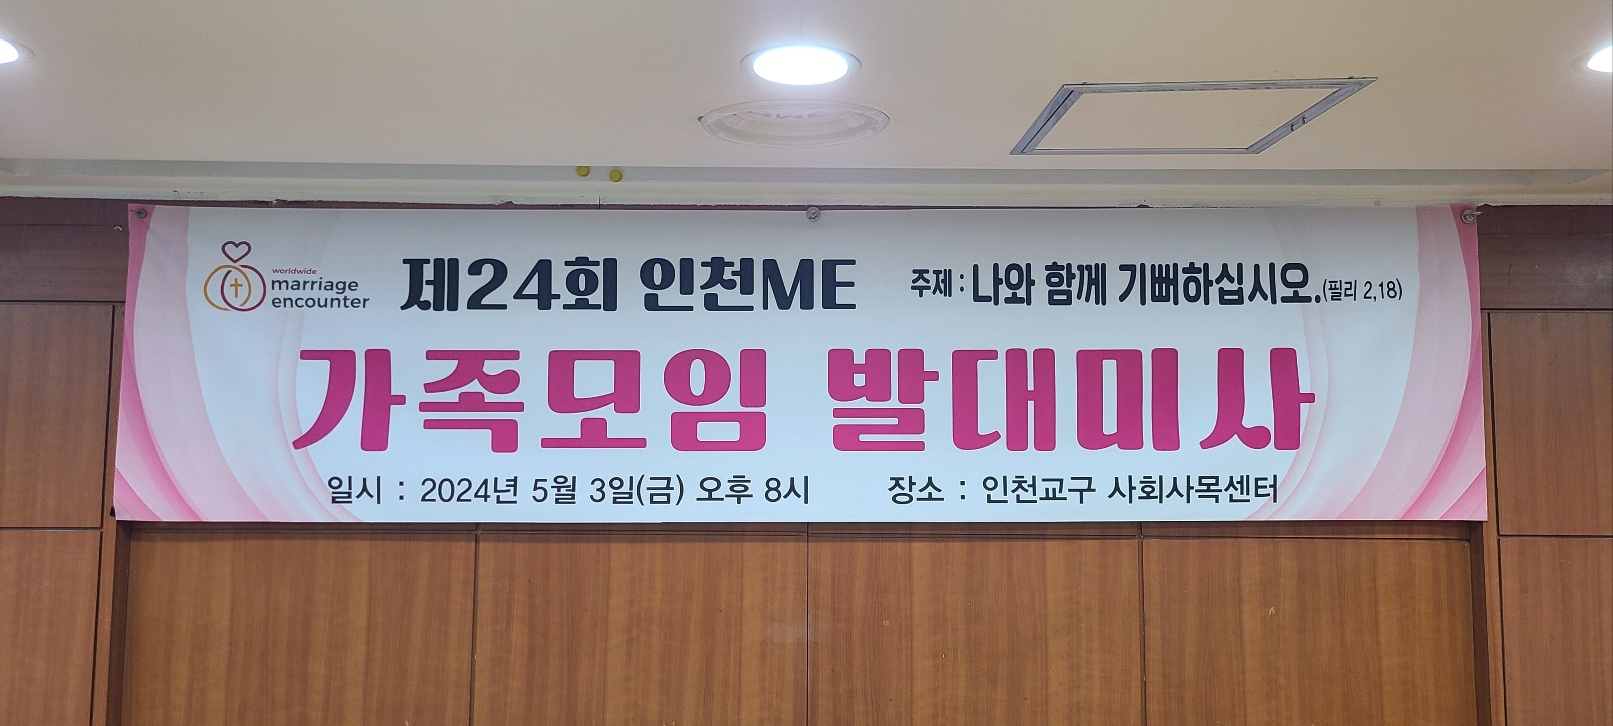 worldwide
marriage
encounter
제24회 인천ME
주제 : 나와 함께 기뻐하십시오.(필리 2,18)
가족모임 발대미사
일시 : 2024년 5월 3일(금) 오후 8시
장소 : 인천교구 사회사목센터